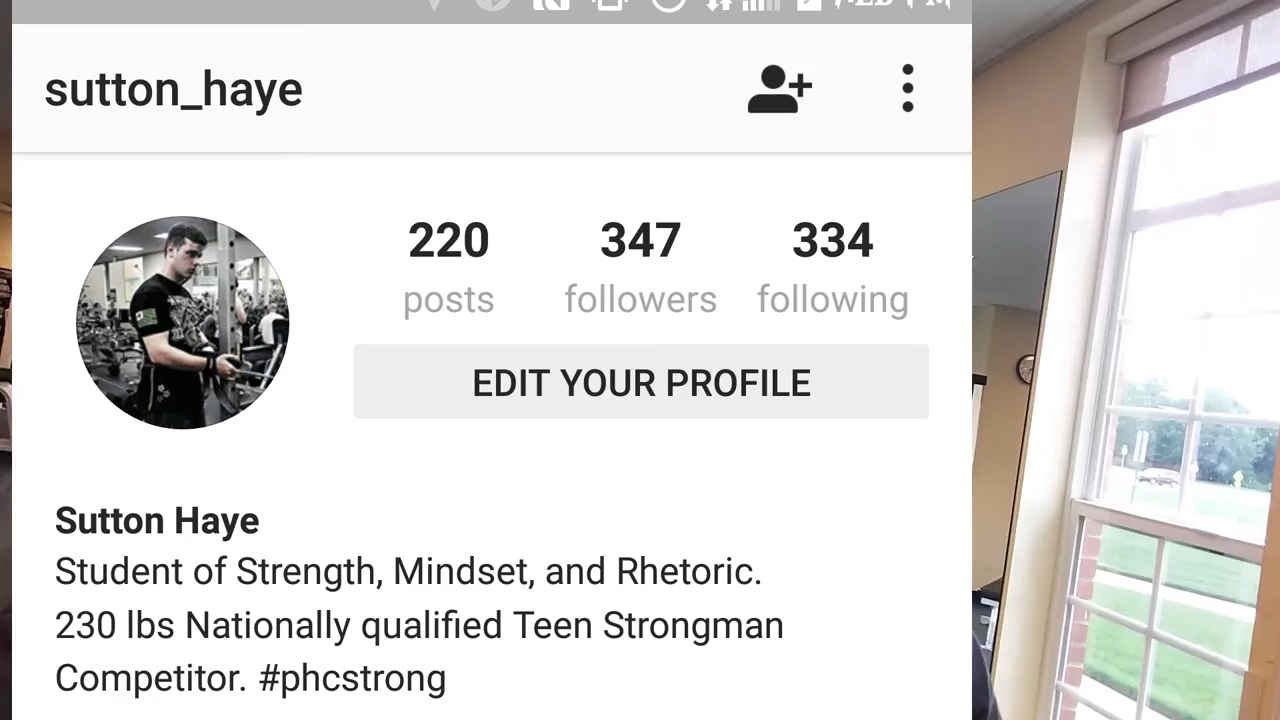 sutton_haye
220 347 334
posts followers following
EDIT YOUR PROFILE
Sutton Haye
Student of Strength, Mindset, and Rhetoric.
230 lbs Nationally qualified Teen Strongman
Competitor. #phcstrong